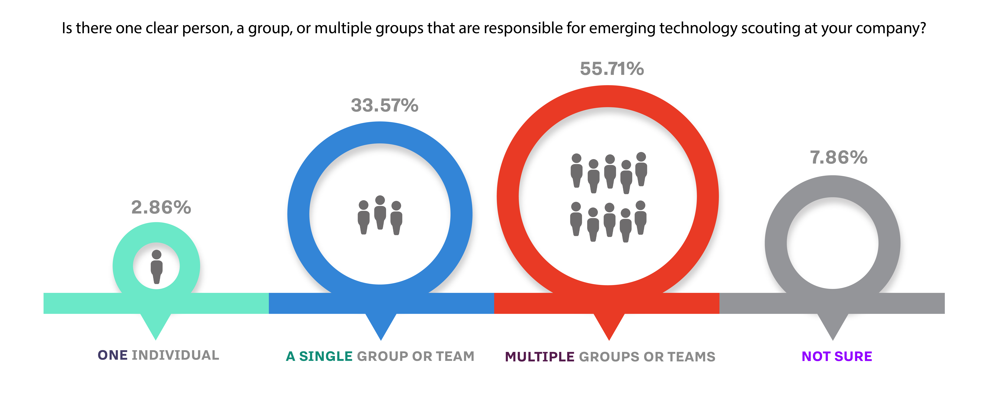 Is there one clear person, a group, or multiple groups that are responsible for emerging technology scouting at your company?
2.86%
33.57%
55.71%
7.86%
ONE INDIVIDUAL
A SINGLE GROUP OR TEAM
MULTIPLE GROUPS OR TEAMS
NOT SURE